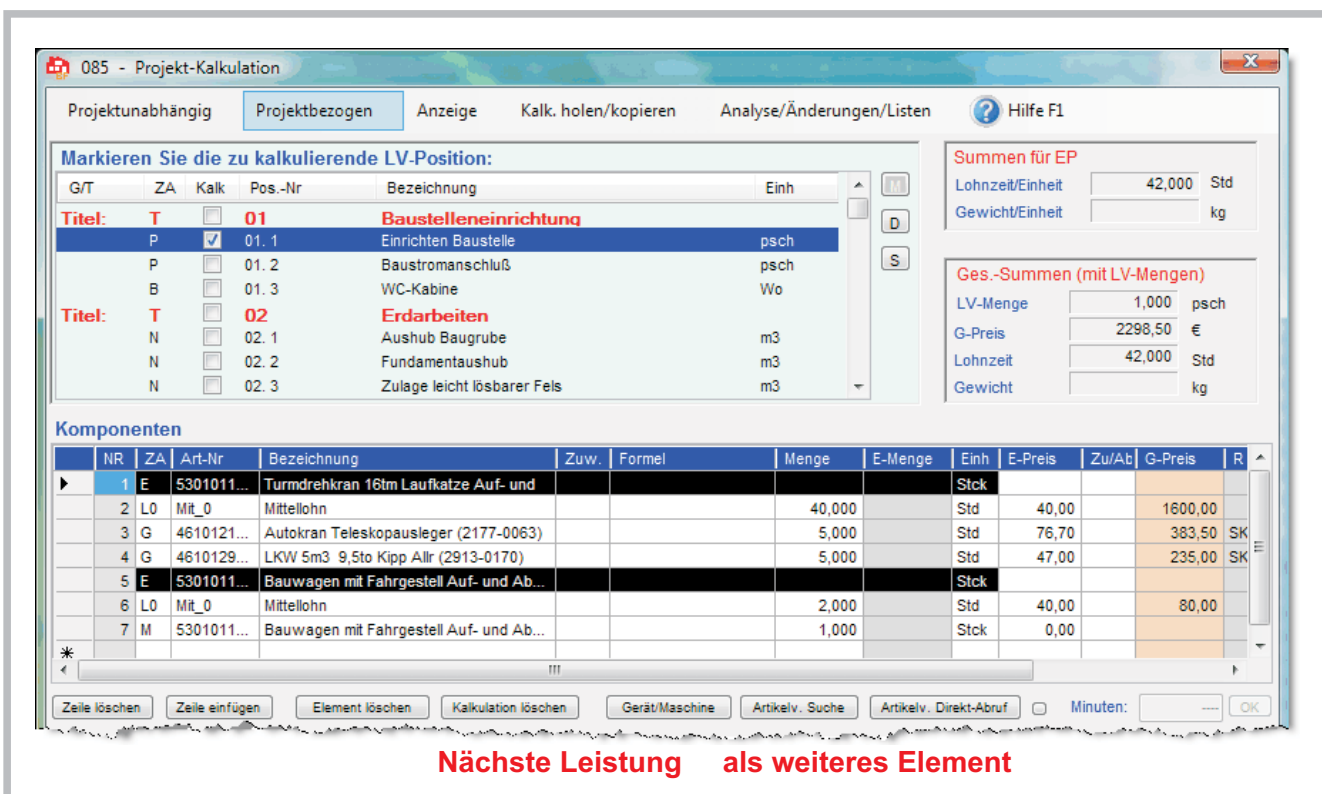 085 - Projekt-Kalkulation
Projektunabhängig Projektbezogen Anzeige Kalk. holen/kopieren Analyse/Änderungen/Listen Hilfe F1
Markieren Sie die zu kalkulierende LV-Position:
G/T ZA Kalk Pos.-Nr Bezeichnung Einh
Titel: T 01 Baustelleneinrichtung
P 01. 1 Einrichten Baustelle psch
P 01. 2 Baustromanschluß psch
B 01. 3 WC-Kabine Wo
Titel: T 02 Erdarbeiten
N 02. 1 Aushub Baugrube m3
N 02. 2 Fundamentaushub m3
N 02. 3 Zulage leicht lösbarer Fels m3
M
D
S
Summen für EP
Lohnzeit/Einheit 42,000 Std
Gewicht/Einheit kg
Ges.-Summen (mit LV-Mengen)
LV-Menge 1,000 psch
G-Preis 2298,50 €
Lohnzeit 42,000 Std
Gewicht kg
Komponenten
NR ZA Art-Nr Bezeichnung Zuw. Formel Menge E-Menge Einh E-Preis Zu/Ab G-Preis R
1 E 5301011... Turmdrehkran 16tm Laufkatze Auf- und Stck
2 L0 Mit_0 Mittellohn 40,000 Std 40,00 1600,00
3 G 4610121... Autokran Teleskopausleger (2177-0063) 5,000 Std 76,70 383,50 SK
4 G 4610129... LKW 5m3 9,5to Kipp Allr (2913-0170) 5,000 Std 47,00 235,00 SK
5 E 5301011... Bauwagen mit Fahrgestell Auf- und Ab... Stck
6 L0 Mit_0 Mittellohn 2,000 Std 40,00 80,00
7 M 5301011... Bauwagen mit Fahrgestell Auf- und Ab... 1,000 Stck 0,00
Zeile löschen Zeile einfügen Element löschen Kalkulation löschen Gerät/Maschine Artikelv. Suche Artikelv. Direkt-Abruf Minuten: ---- OK
Nächste Leistung als weiteres Element